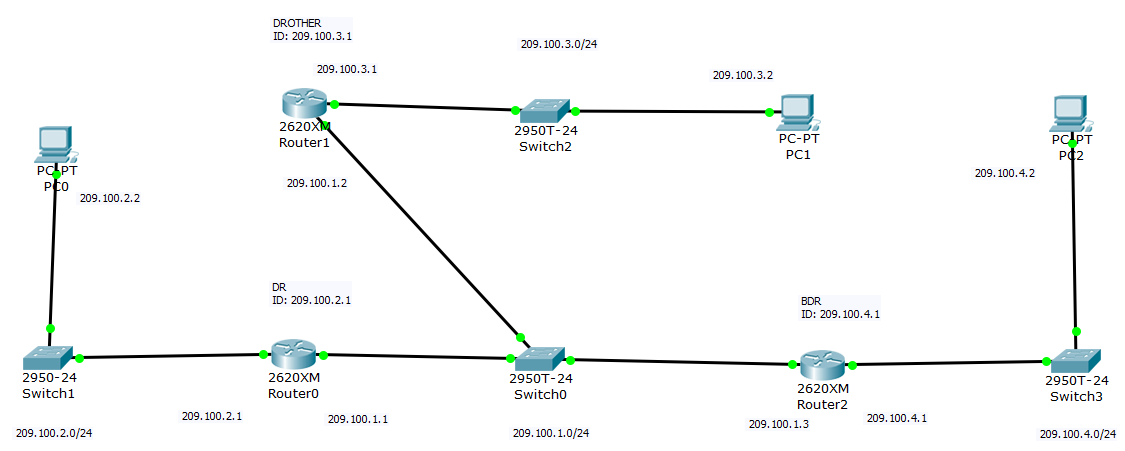 DROTHER
ID: 209.100.3.1
209.100.3.0/24
209.100.3.1
209.100.3.2
2620XM
Router1
2950T-24
Switch2
PC-PT
PC1
PC-PT
PC2
PC-PT
PC0
209.100.4.2
209.100.1.2
209.100.2.2
DR
ID: 209.100.2.1
BDR
ID: 209.100.4.1
2950-24
Switch1
2620XM
Router0
2950T-24
Switch0
2620XM
Router2
2950T-24
Switch3
209.100.2.1
209.100.1.1
209.100.1.3
209.100.4.1
209.100.2.0/24
209.100.1.0/24
209.100.4.0/24